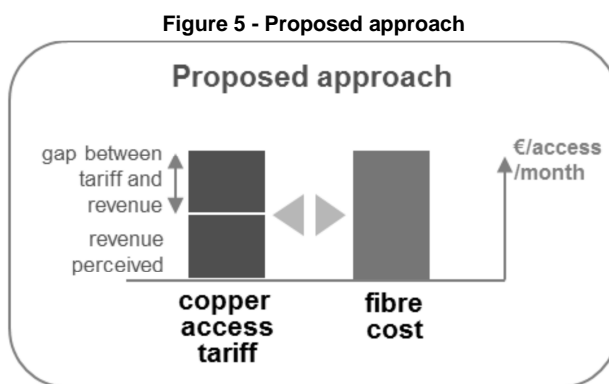 Figure 5 - Proposed approach
Proposed approach
gap between
tariff and
revenue
revenue
perceived
€/access
/month
copper
access
tariff
fibre
cost